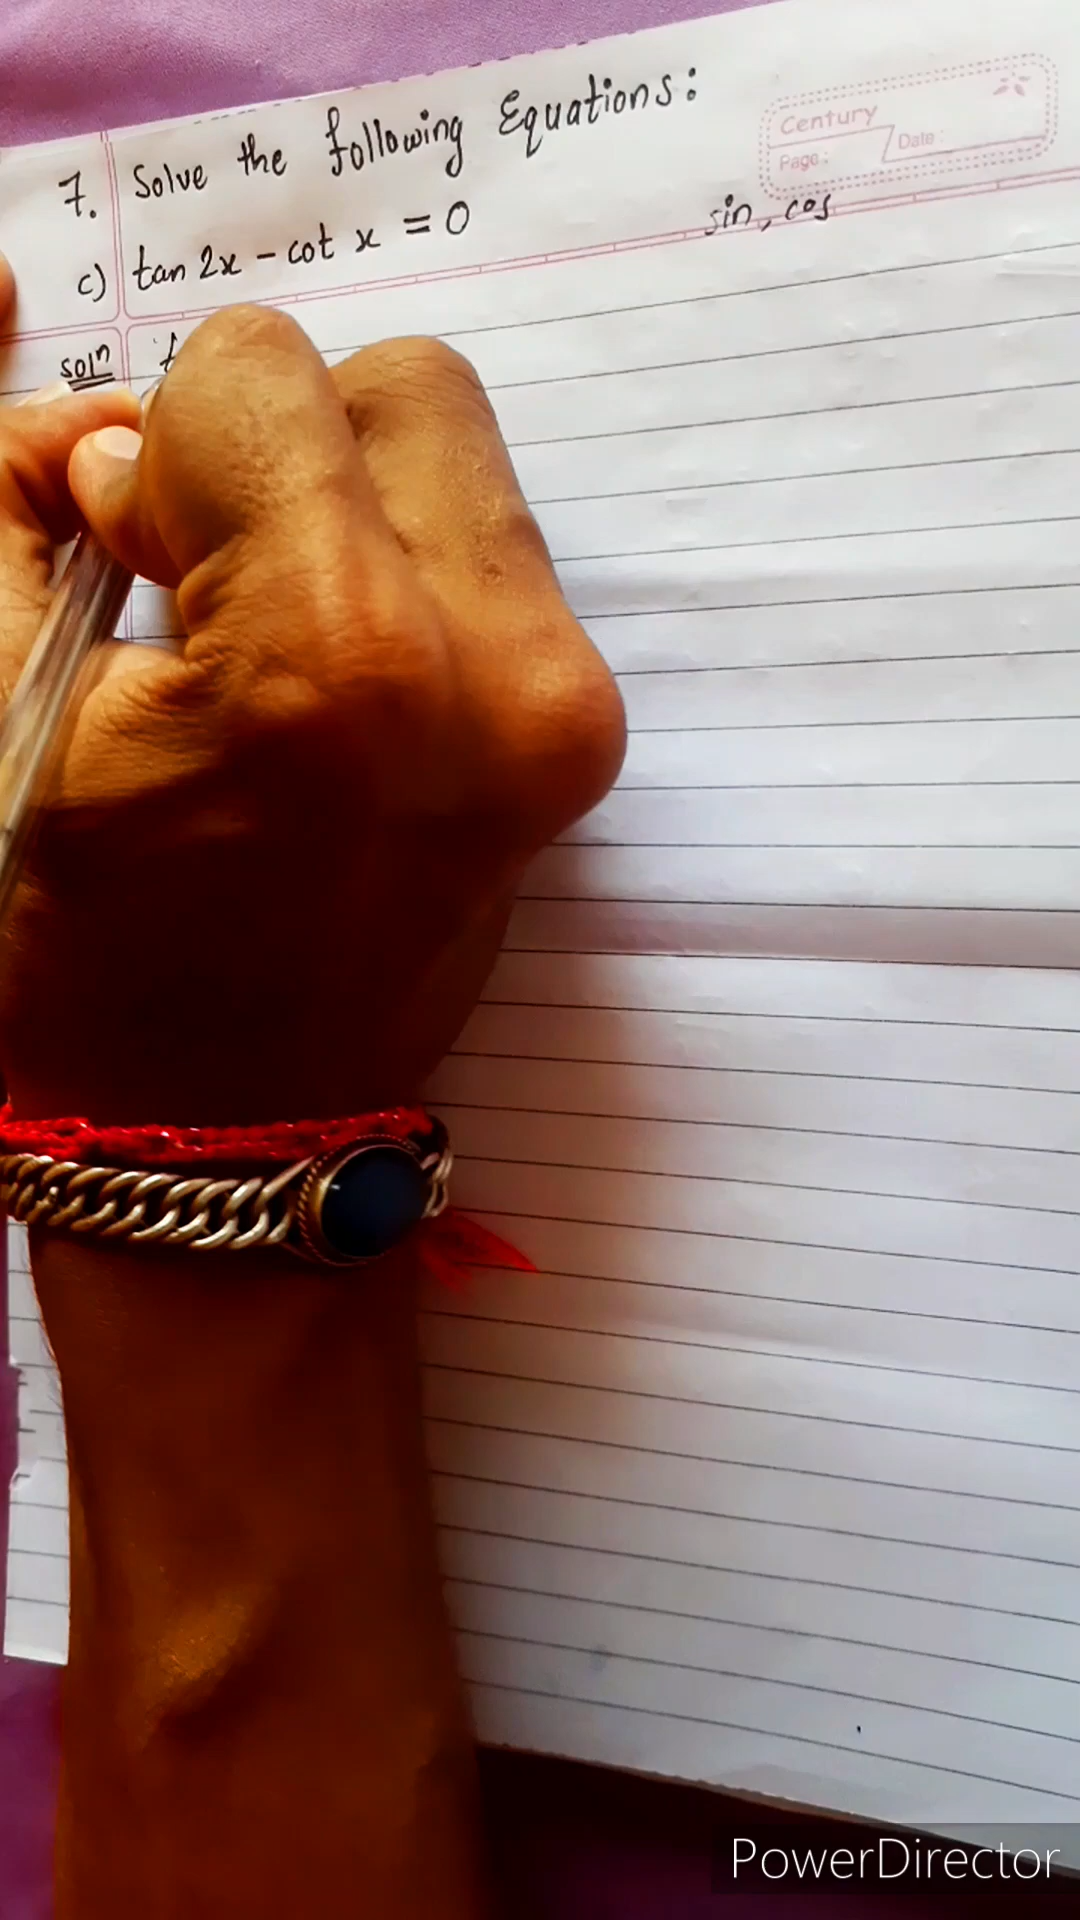 7. Solve the following Equations:
Century
Page:
Date:
c) tan 2x - cot x = 0
sin, cos
solⁿ
PowerDirector